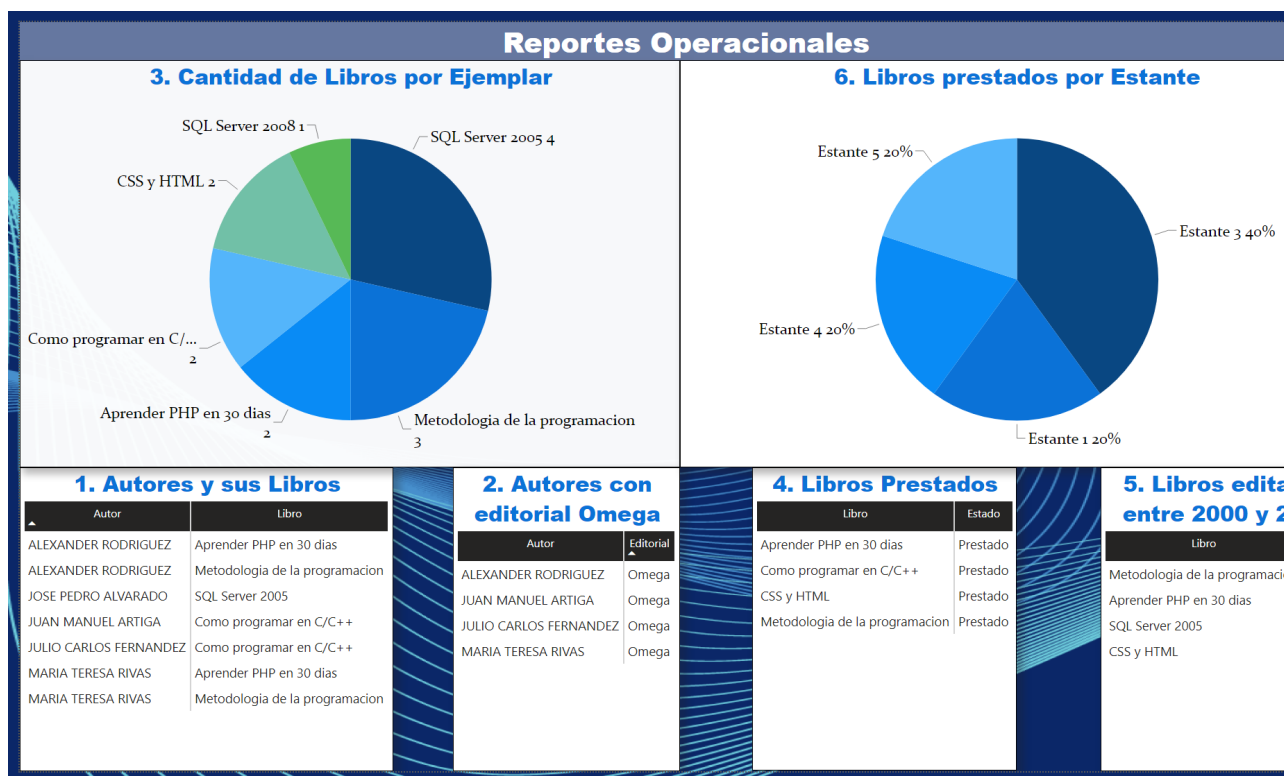 Reportes Operacionales
3. Cantidad de Libros por Ejemplar
SQL Server 2008 1
SQL Server 2005 4
CSS y HTML 2
Como programar en C/...
2
Aprender PHP en 30 dias
2
Metodologia de la programacion
3
6. Libros prestados por Estante
Estante 5 20%
Estante 3 40%
Estante 4 20%
Estante 1 20%
1. Autores y sus Libros
Autor Libro
ALEXANDER RODRIGUEZ Aprender PHP en 30 dias
ALEXANDER RODRIGUEZ Metodologia de la programacion
JOSE PEDRO ALVARADO SQL Server 2005
JUAN MANUEL ARTIGA Como programar en C/C++
JULIO CARLOS FERNANDEZ Como programar en C/C++
MARIA TERESA RIVAS Aprender PHP en 30 dias
MARIA TERESA RIVAS Metodologia de la programacion
2. Autores con
editorial Omega
Autor Editorial
ALEXANDER RODRIGUEZ Omega
JUAN MANUEL ARTIGA Omega
JULIO CARLOS FERNANDEZ Omega
MARIA TERESA RIVAS Omega
4. Libros Prestados
Libro Estado
Aprender PHP en 30 dias Prestado
Como programar en C/C++ Prestado
CSS y HTML Prestado
Metodologia de la programacion Prestado
5. Libros
entre 2000 y
Libro
Metodologia de la
Aprender PHP en 30 dias
SQL Server 2005
CSS y HTML